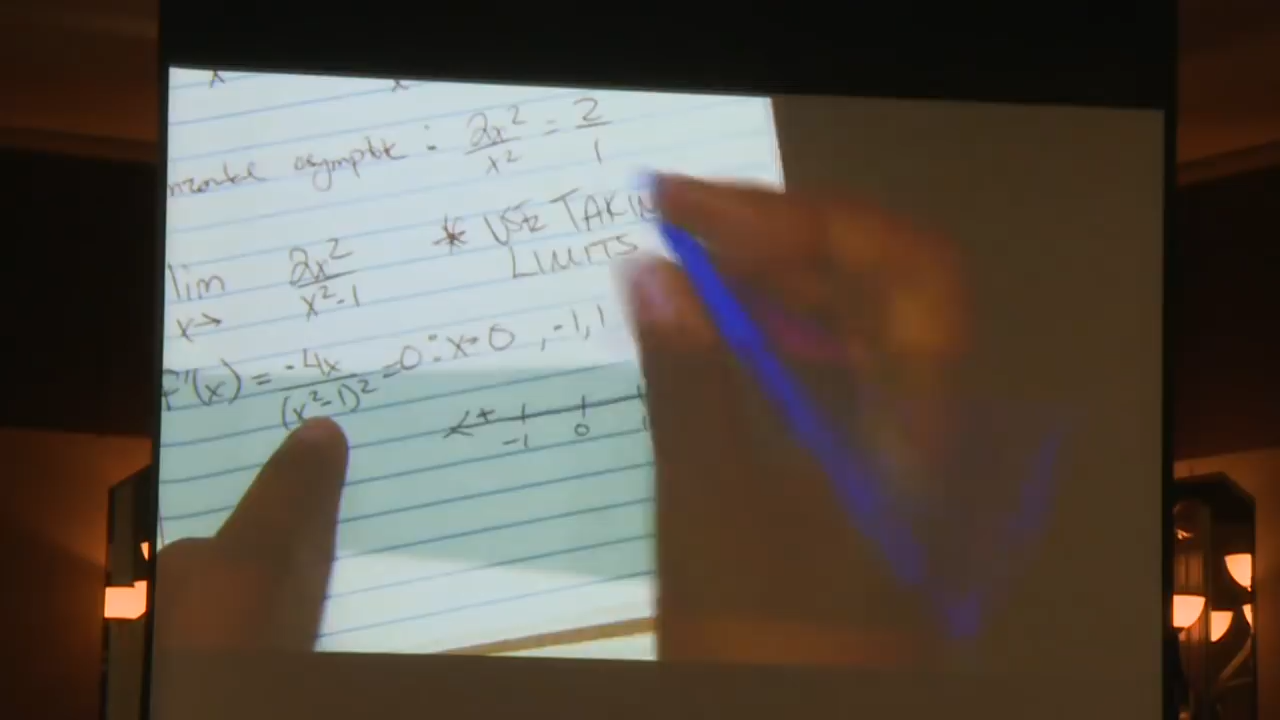 asymptote : 2x²/x² = 2/1
* USE TAKIN
LIMITS
lim 2x²/x²-1
x→
f'(x) = -4x/(x²-1)² = 0 : x=0, -1, 1
+
-1 0 1